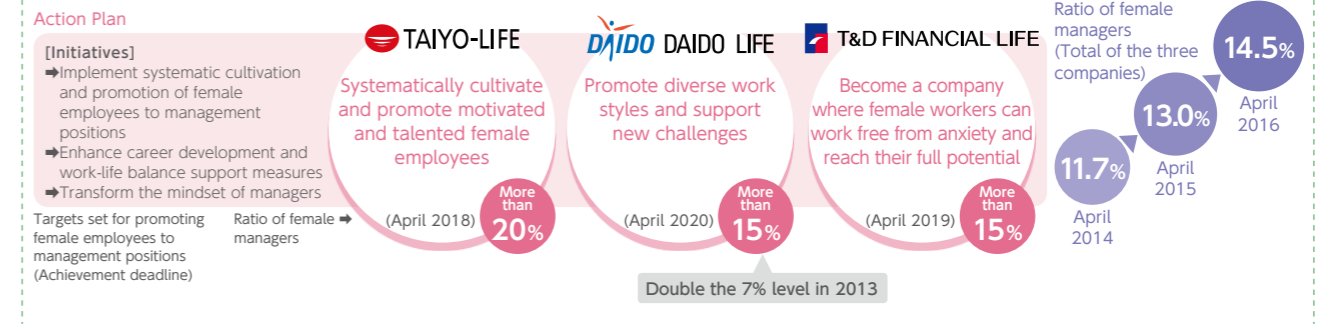 Action Plan
[Initiatives]
➡Implement systematic cultivation
and promotion of female
employees to management
positions
➡Enhance career development and
work-life balance support measures
➡Transform the mindset of managers
Targets set for promoting
female employees to
management positions
(Achievement deadline)
Ratio of female ➡
managers
TAIYO-LIFE
Systematically cultivate
and promote motivated
and talented female
employees
(April 2018)
More
than
20%
DAIDO DAIDO LIFE
Promote diverse work
styles and support
new challenges
(April 2020)
More
than
15%
Double the 7% level in 2013
T&D FINANCIAL LIFE
Become a company
where female workers can
work free from anxiety and
reach their full potential
(April 2019)
More
than
15%
Ratio of female
managers
(Total of the three
companies)
11.7%
April
2014
13.0%
April
2015
14.5%
April
2016